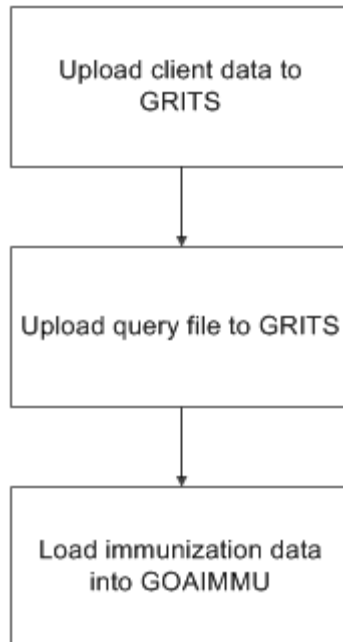 Upload client data to
GRITS
Upload query file to GRITS
Load immunization data
into GOAIMMU